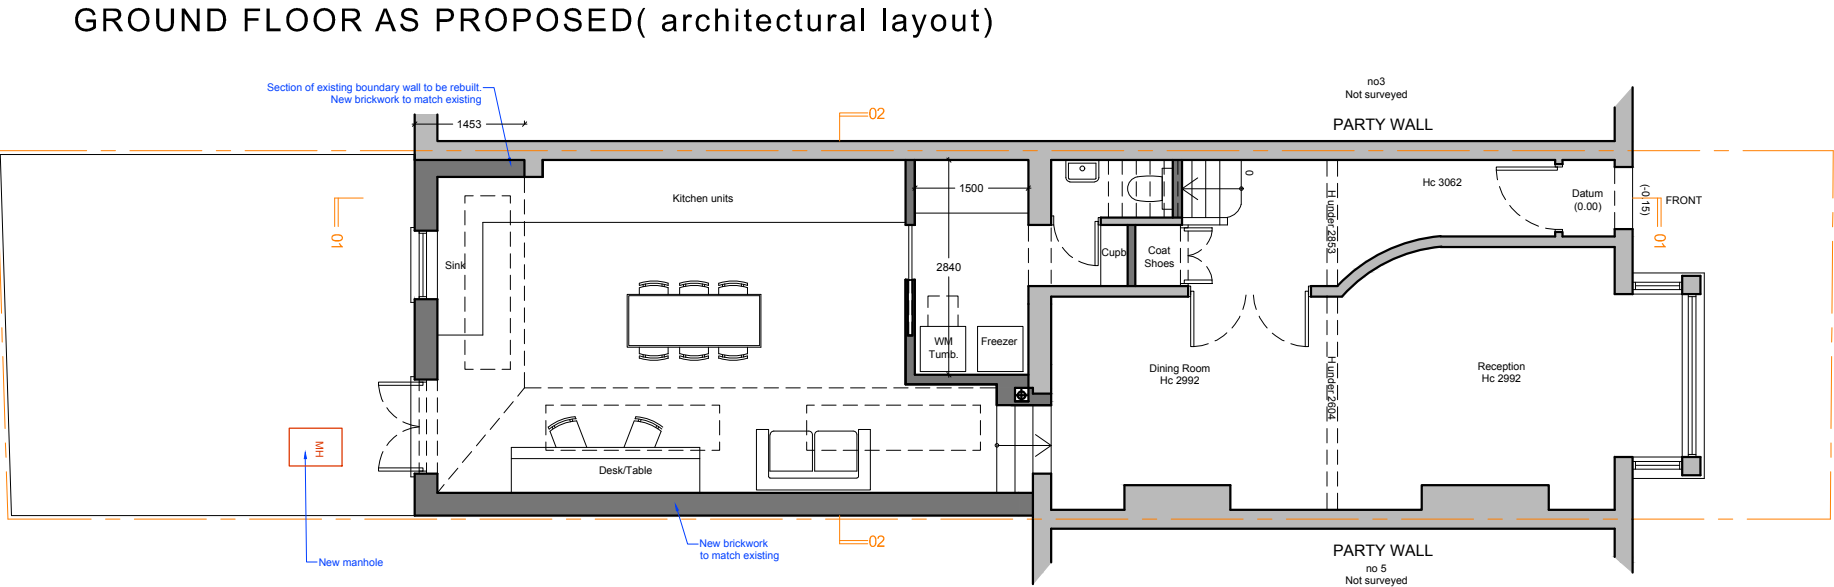 GROUND FLOOR AS PROPOSED( architectural layout)
no3
Not surveyed
PARTY WALL
Section of existing boundary wall to be rebuilt.
New brickwork to match existing
1453
02
Kitchen units
1500
0
Hc 3062
Datum
(0.00)
(-0.15)
FRONT
01
01
H under 2853
Sink
2840
Cupb
Coat
Shoes
WM
Tumb.
Freezer
Dining Room
Hc 2992
H under 2604
Reception
Hc 2992
MH
Desk/Table
New manhole
New brickwork
to match existing
02
PARTY WALL
no 5
Not surveyed